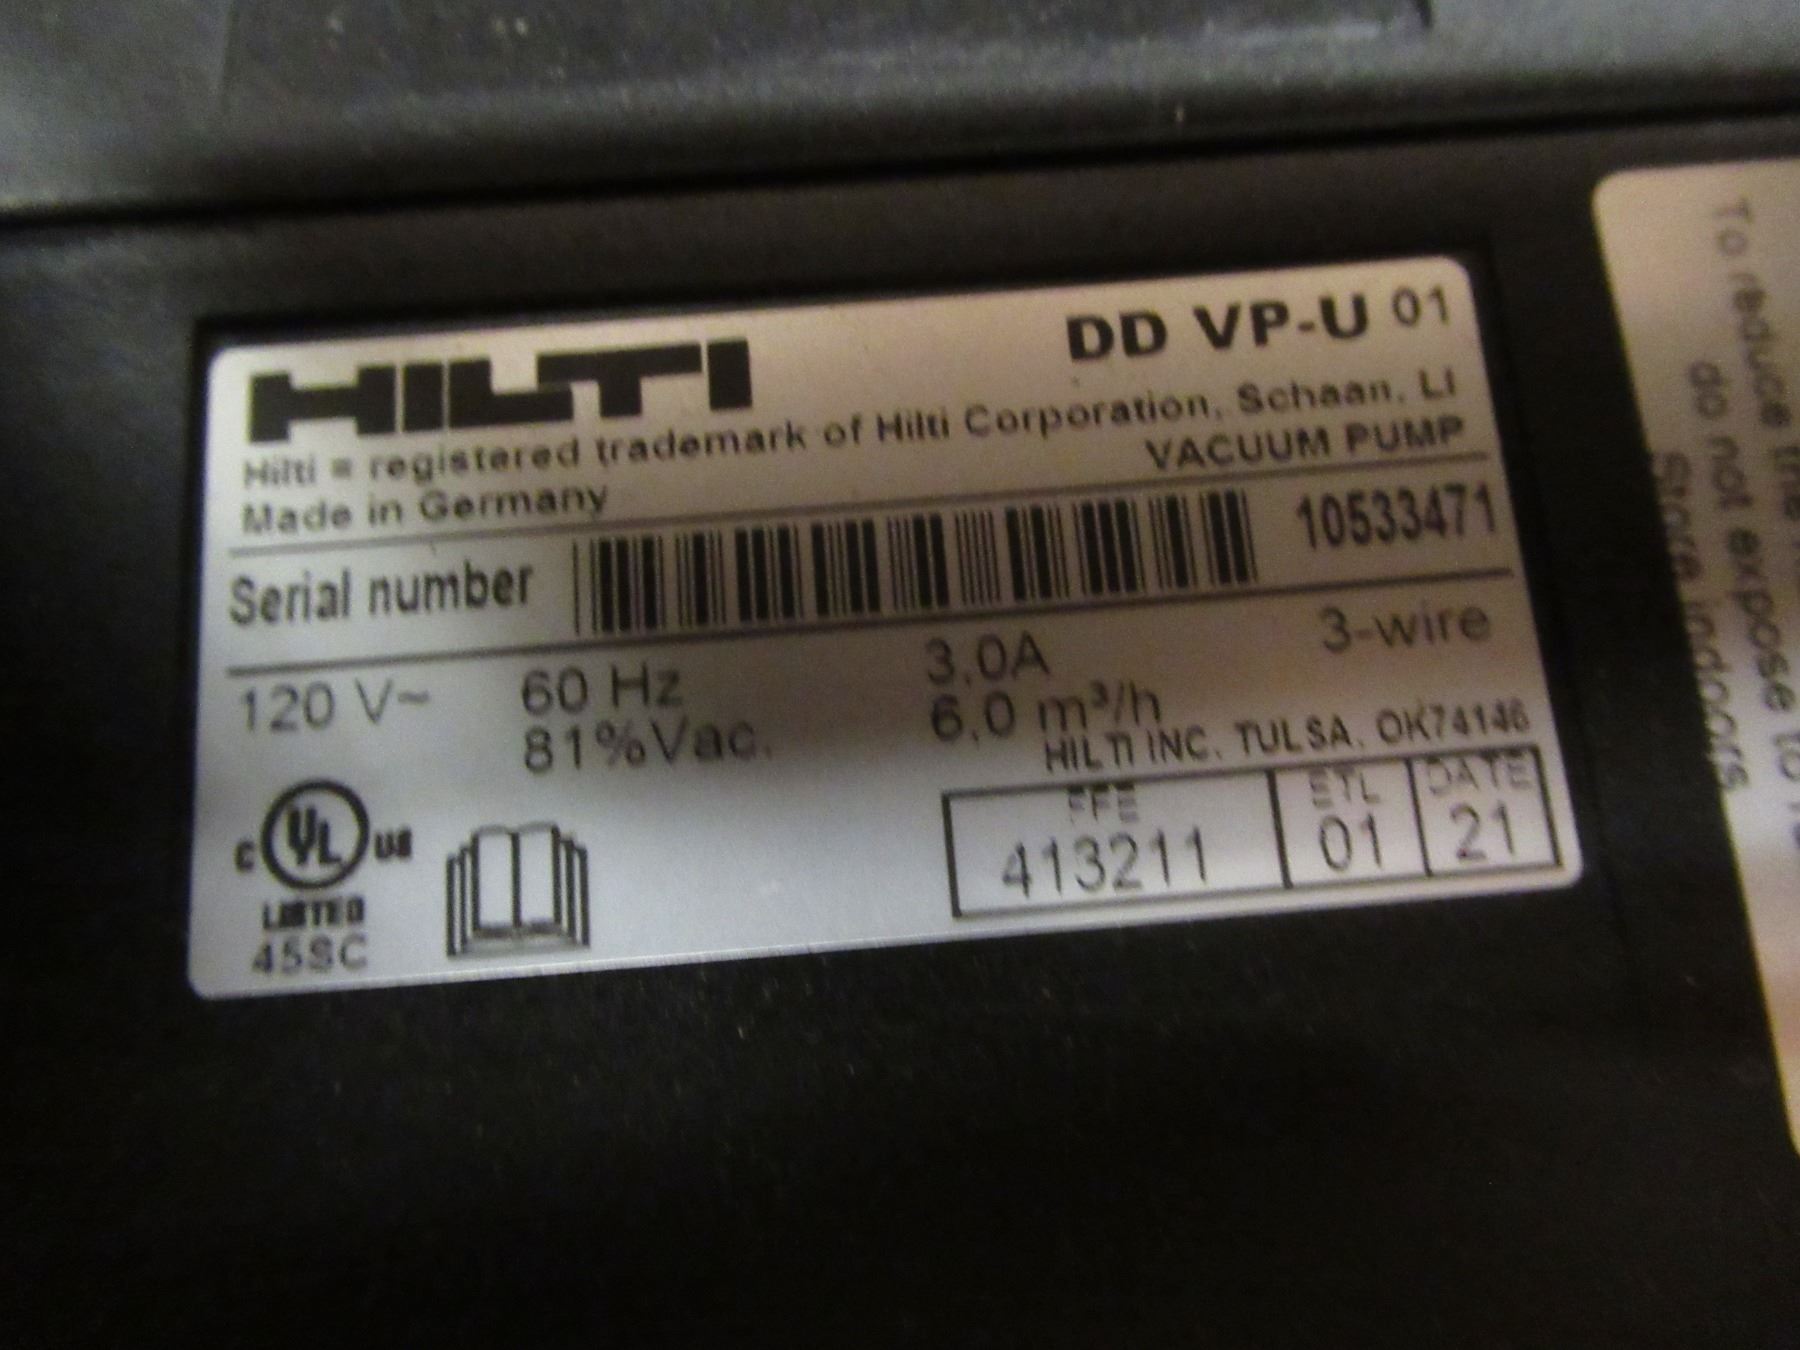 HILTI
DD VP-U 01
Hilti = registered trademark of Hilti Corporation, Schaan, LI
Made in Germany
VACUUM PUMP
Serial number
10533471
120 V~ 60 Hz 3,0A 3-wire
81%Vac. 6,0 m³/h
HILTI INC. TULSA, OK74146
C UL US
LISTED
45SC
FFE ETL DATE
413211 01 21
To reduce the
do not expose to
Store indoors